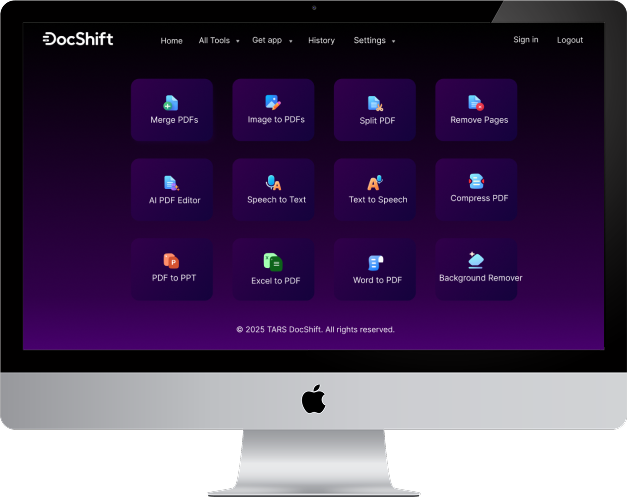 DocShift
Home All Tools Get app History Settings Sign in Logout
Merge PDFs Image to PDFs Split PDF Remove Pages
AI PDF Editor Speech to Text Text to Speech Compress PDF
PDF to PPT Excel to PDF Word to PDF Background Remover
© 2025 TARS DocShift. All rights reserved.